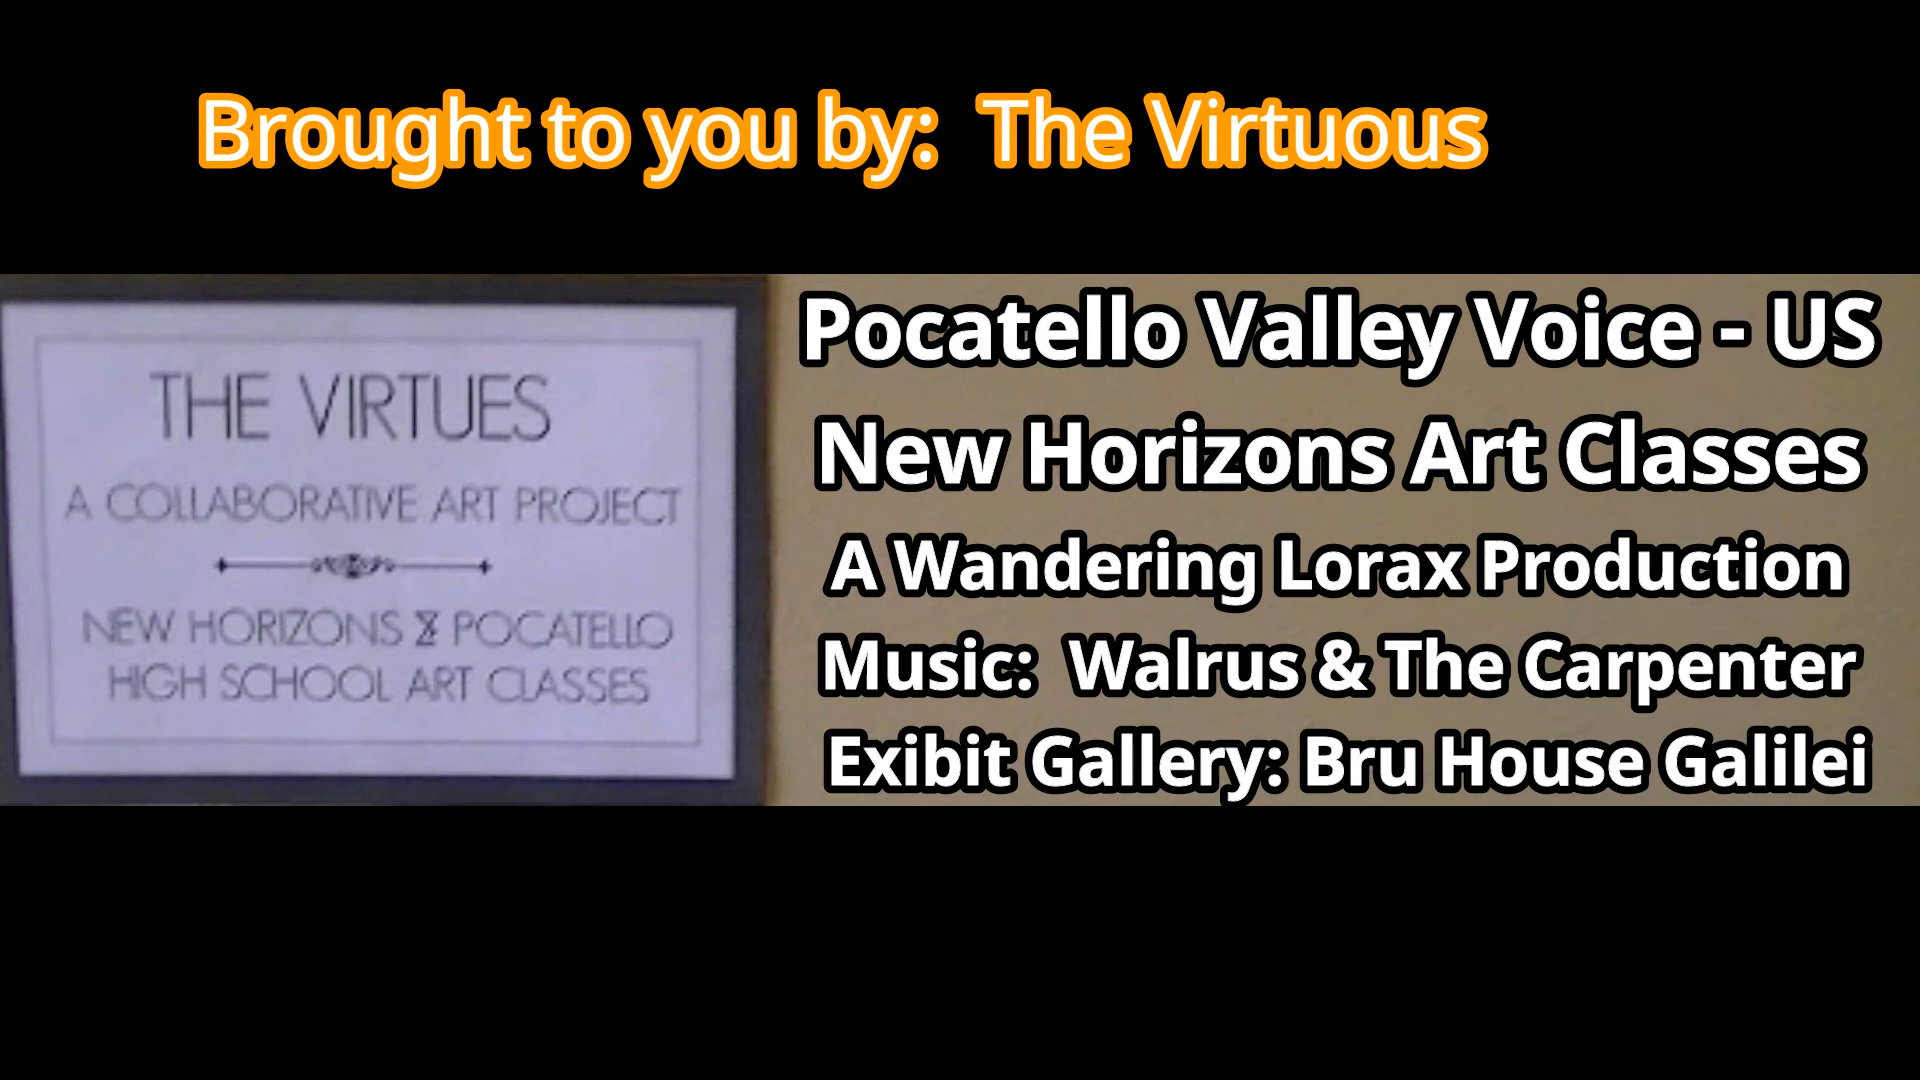 Brought to you by:  The Virtuous
THE VIRTUES
A COLLABORATIVE ART PROJECT
NEW HORIZONS & POCATELLO
HIGH SCHOOL ART CLASSES
Pocatello Valley Voice - US
New Horizons Art Classes
A Wandering Lorax Production
Music:  Walrus & The Carpenter
Exibit Gallery: Bru House Galilei